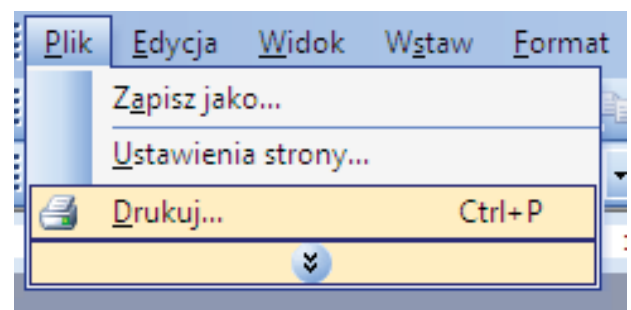 Plik Edycja Widok Wstaw Format
Zapisz jako...
Ustawienia strony...
Drukuj... Ctrl+P